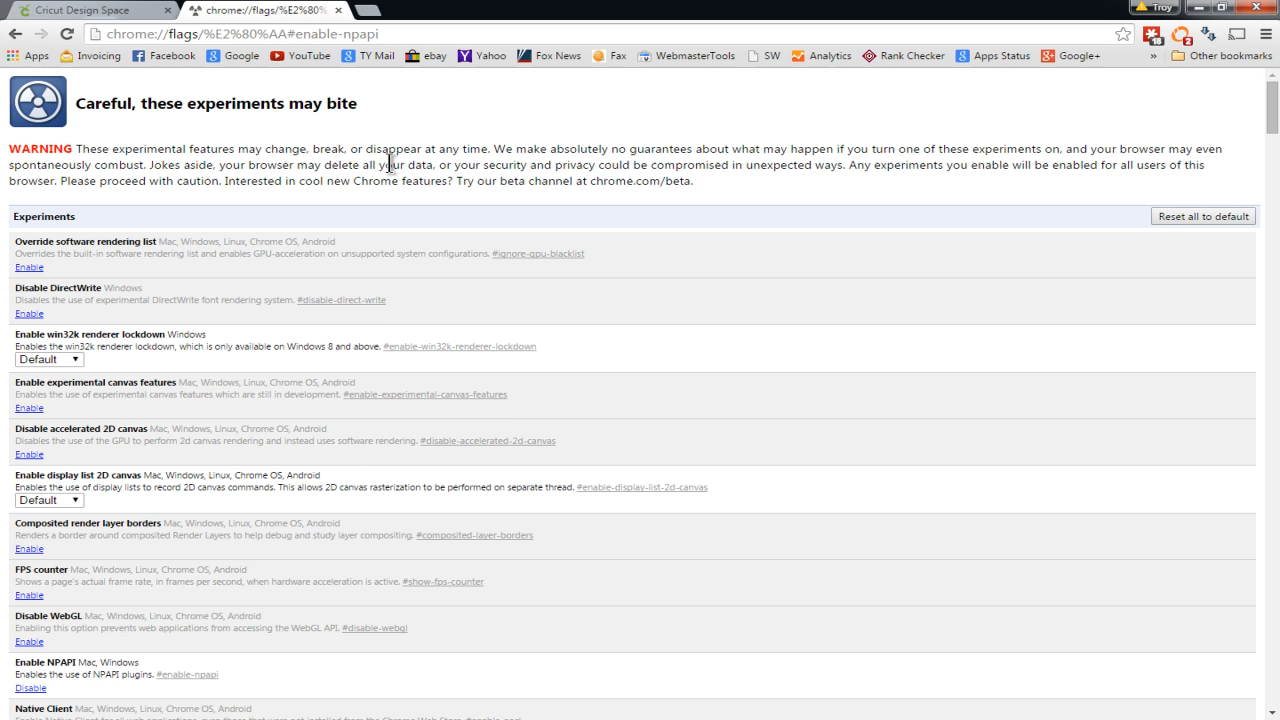 Cricut Design Space
chrome://flags/%E2%80%
Troy
chrome://flags/%E2%80%AA#enable-npapi
18
2
Apps Invoicing Facebook Google YouTube TY Mail ebay Yahoo Fox News Fax WebmasterTools SW Analytics Rank Checker Apps Status Google+ » Other bookmarks
Careful, these experiments may bite
WARNING These experimental features may change, break, or disappear at any time. We make absolutely no guarantees about what may happen if you turn one of these experiments on, and your browser may even
spontaneously combust. Jokes aside, your browser may delete all your data, or your security and privacy could be compromised in unexpected ways. Any experiments you enable will be enabled for all users of this
browser. Please proceed with caution. Interested in cool new Chrome features? Try our beta channel at chrome.com/beta.
Experiments
Reset all to default
Override software rendering list Mac, Windows, Linux, Chrome OS, Android
Overrides the built-in software rendering list and enables GPU-acceleration on unsupported system configurations. #ignore-gpu-blacklist
Enable
Disable DirectWrite Windows
Disables the use of experimental DirectWrite font rendering system. #disable-direct-write
Enable
Enable win32k renderer lockdown Windows
Enables the win32k renderer lockdown, which is only available on Windows 8 and above. #enable-win32k-renderer-lockdown
Default
Enable experimental canvas features Mac, Windows, Linux, Chrome OS, Android
Enables the use of experimental canvas features which are still in development. #enable-experimental-canvas-features
Enable
Disable accelerated 2D canvas Mac, Windows, Linux, Chrome OS, Android
Disables the use of the GPU to perform 2d canvas rendering and instead uses software rendering. #disable-accelerated-2d-canvas
Enable
Enable display list 2D canvas Mac, Windows, Linux, Chrome OS, Android
Enables the use of display lists to record 2D canvas commands. This allows 2D canvas rasterization to be performed on separate thread. #enable-display-list-2d-canvas
Default
Composited render layer borders Mac, Windows, Linux, Chrome OS, Android
Renders a border around composited Render Layers to help debug and study layer compositing. #composited-layer-borders
Enable
FPS counter Mac, Windows, Linux, Chrome OS, Android
Shows a page's actual frame rate, in frames per second, when hardware acceleration is active. #show-fps-counter
Enable
Disable WebGL Mac, Windows, Linux, Chrome OS, Android
Enabling this option prevents web applications from accessing the WebGL API. #disable-webgl
Enable
Enable NPAPI Mac, Windows
Enables the use of NPAPI plugins. #enable-npapi
Disable
Native Client Mac, Windows, Linux, Chrome OS, Android